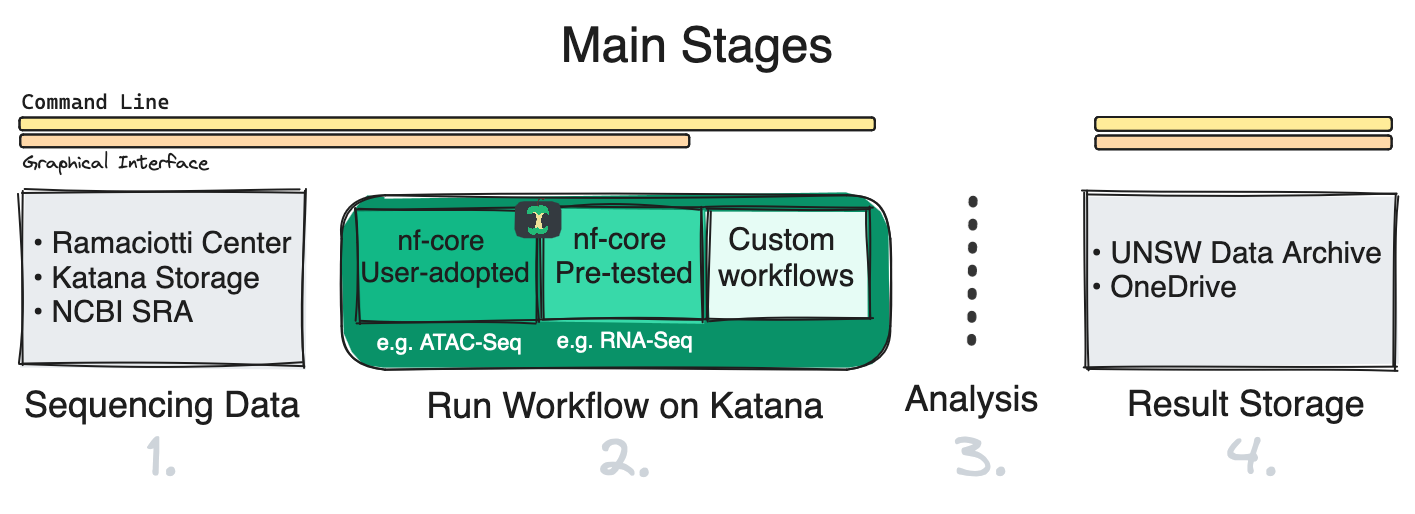 Main Stages
Command Line
Graphical Interface
• Ramaciotti Center
• Katana Storage
• NCBI SRA
nf-core
User-adopted
nf-core
Pre-tested
Custom
workflows
e.g. ATAC-Seq
e.g. RNA-Seq
• UNSW Data Archive
• OneDrive
Sequencing Data
Run Workflow on Katana
Analysis
Result Storage
1.
2.
3.
4.